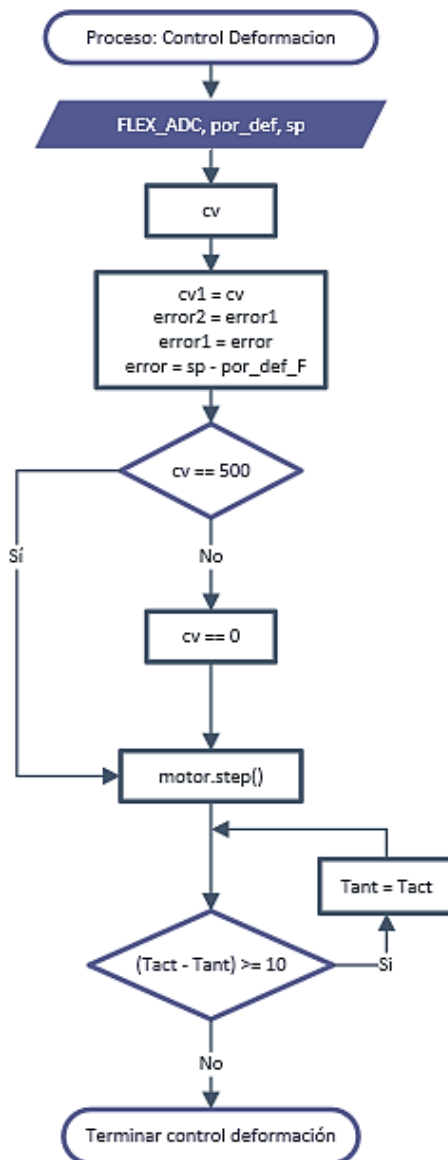 Proceso: Control Deformacion
FLEX_ADC, por_def, sp
cv
cv1 = cv
error2 = error1
error1 = error
error = sp - por_def_F
cv == 500
Sí
No
cv == 0
motor.step()
Tant = Tact
(Tact - Tant) >= 10
Si
No
Terminar control deformación